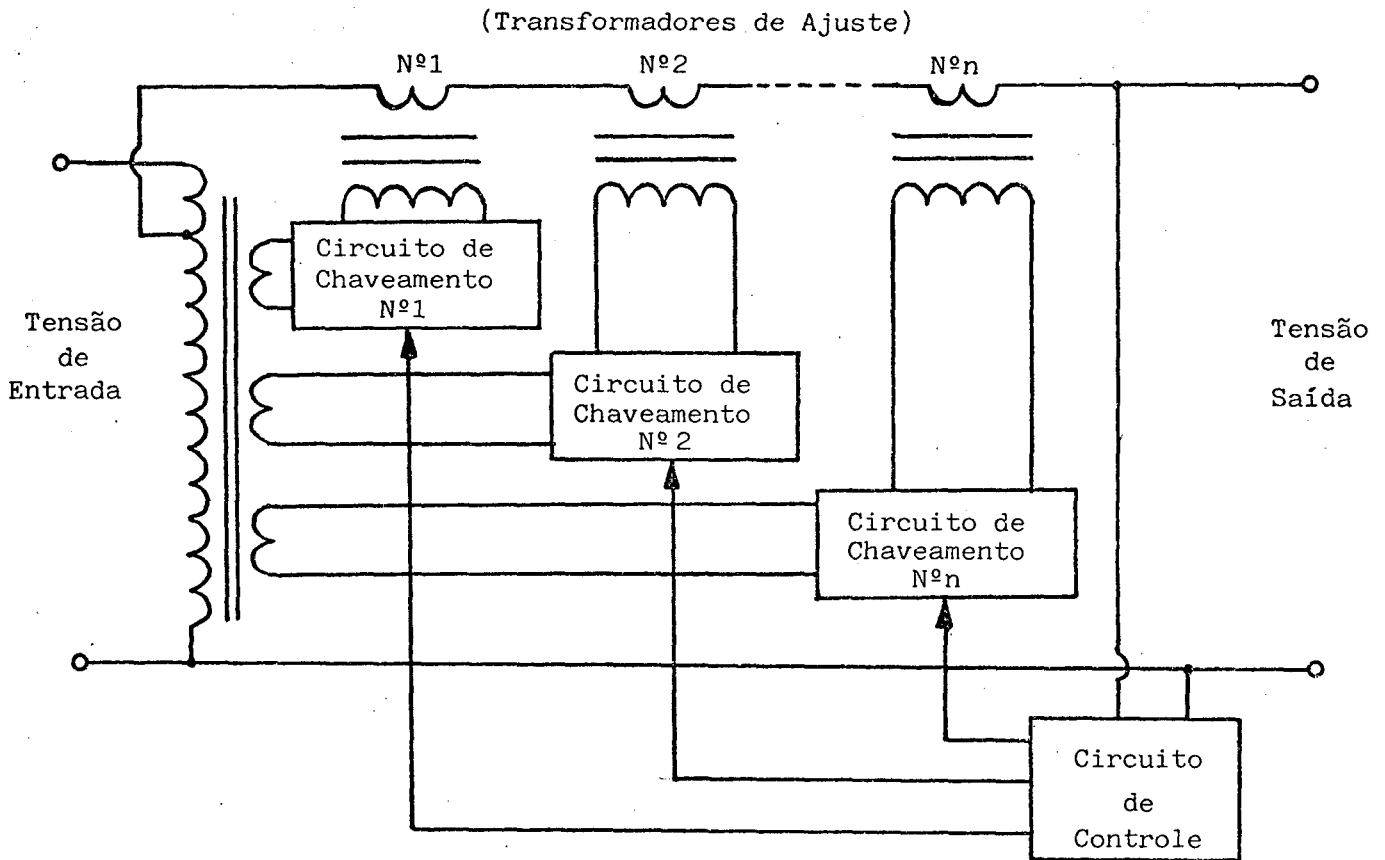 (Transformadores de Ajuste)
Nº1
Nº2
Nºn
Circuito de
Chaveamento
Nº1
Tensão
de
Entrada
Tensão
de
Saída
Circuito de
Chaveamento
Nº 2
Circuito de
Chaveamento
Nºn
Circuito
de
Controle